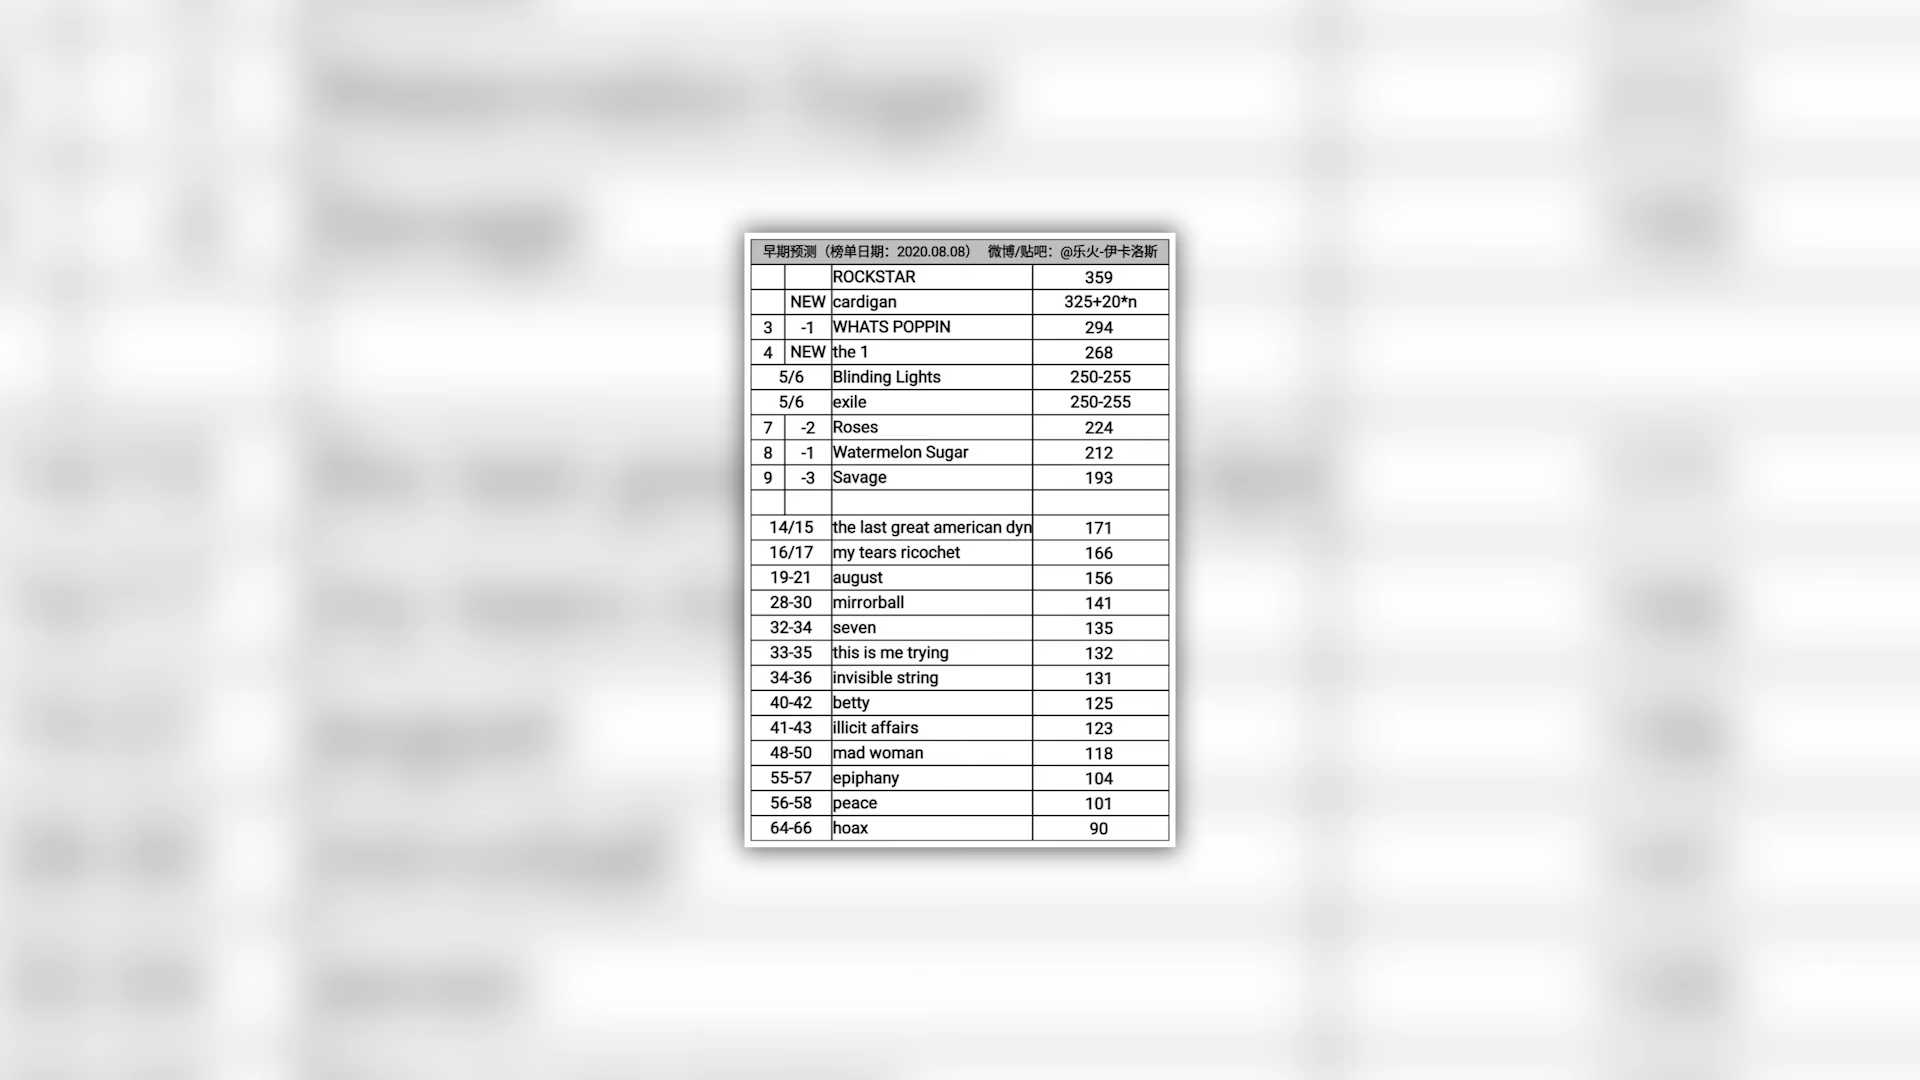 早期预测（榜单日期：2020.08.08） 微博/贴吧：@乐火-伊卡洛斯
ROCKSTAR 359
NEW cardigan 325+20*n
3 -1 WHATS POPPIN 294
4 NEW the 1 268
5/6 Blinding Lights 250-255
5/6 exile 250-255
7 -2 Roses 224
8 -1 Watermelon Sugar 212
9 -3 Savage 193
14/15 the last great american dyn 171
16/17 my tears ricochet 166
19-21 august 156
28-30 mirrorball 141
32-34 seven 135
33-35 this is me trying 132
34-36 invisible string 131
40-42 betty 125
41-43 illicit affairs 123
48-50 mad woman 118
55-57 epiphany 104
56-58 peace 101
64-66 hoax 90